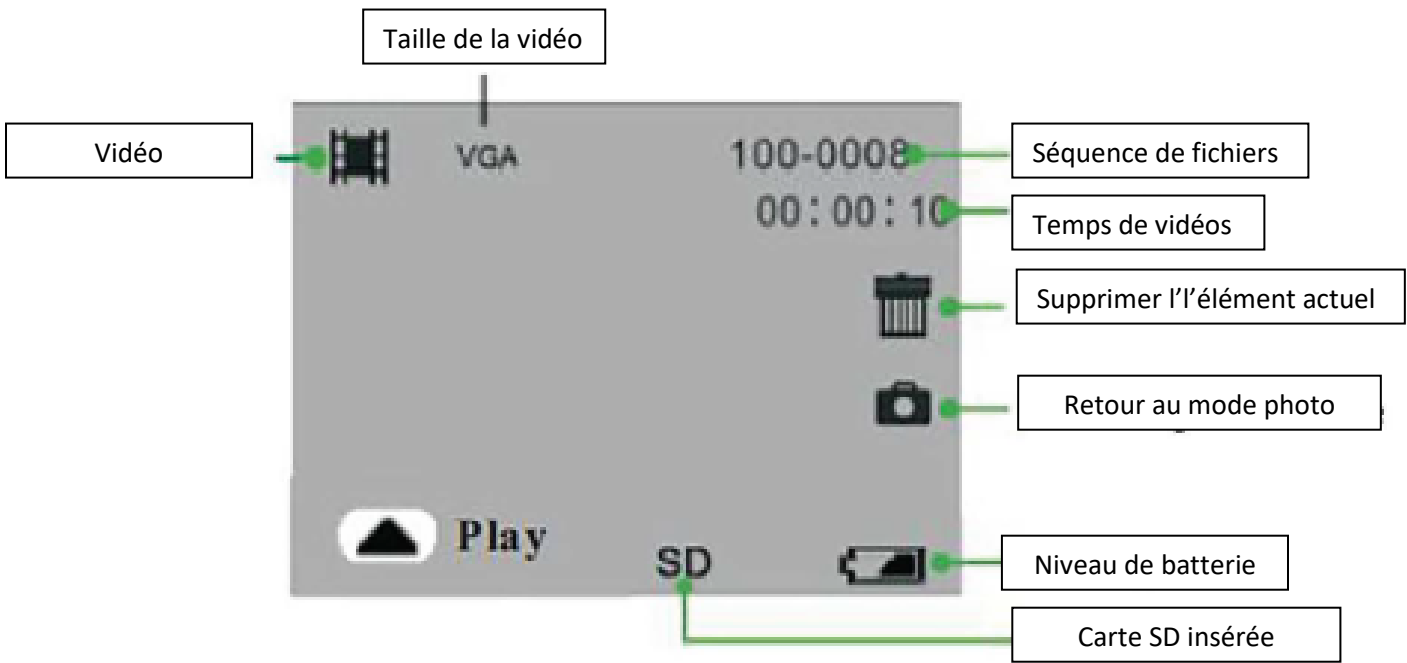 Taille de la vidéo
Vidéo
VGA
100-0008
Séquence de fichiers
00:00:10
Temps de vidéos
Supprimer l’l’élément actuel
Retour au mode photo
Play
SD
Niveau de batterie
Carte SD insérée